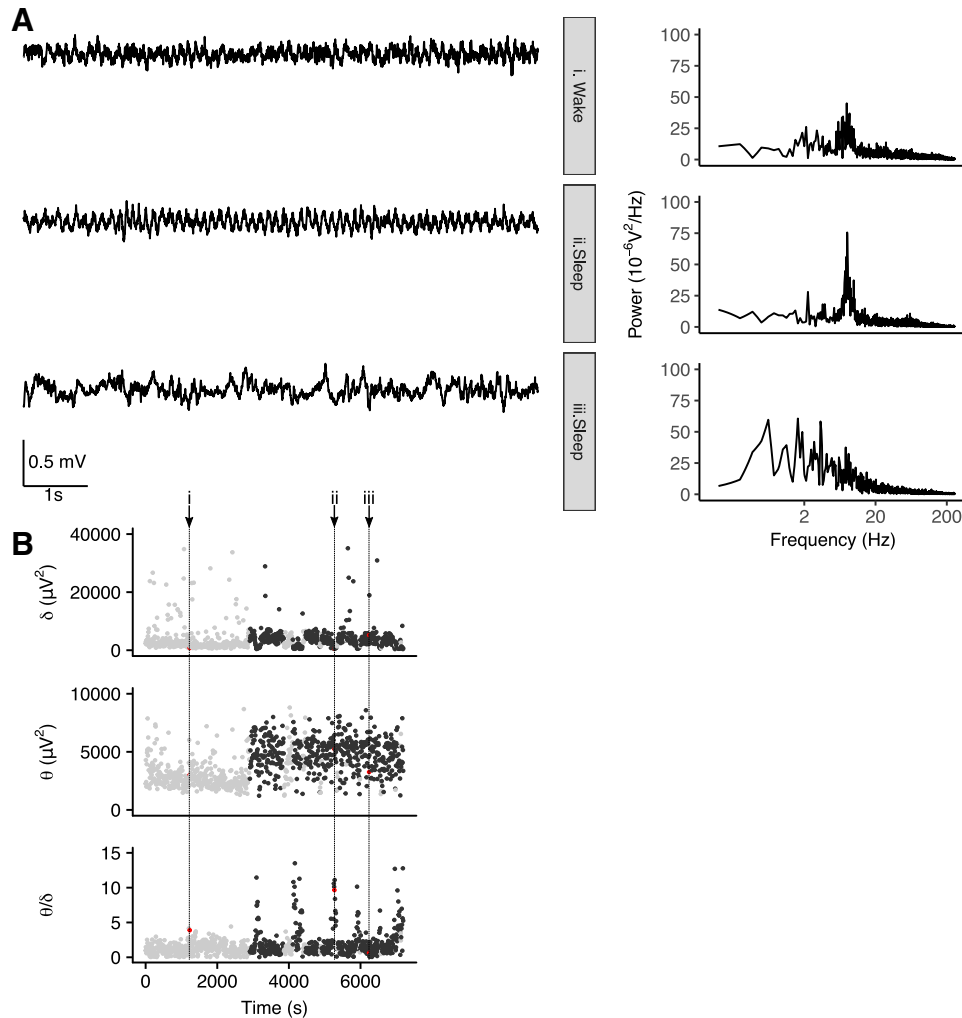 A
i. Wake
100
75
50
25
0
ii.Sleep
Power (10⁻⁶V²/Hz)
100
75
50
25
0
iii.Sleep
100
75
50
25
0
2 20 200
Frequency (Hz)
0.5 mV
1s
i ii iii
B
δ (µV²)
40000
20000
0
θ (µV²)
10000
5000
0
θ/δ
15
10
5
0
0 2000 4000 6000
Time (s)